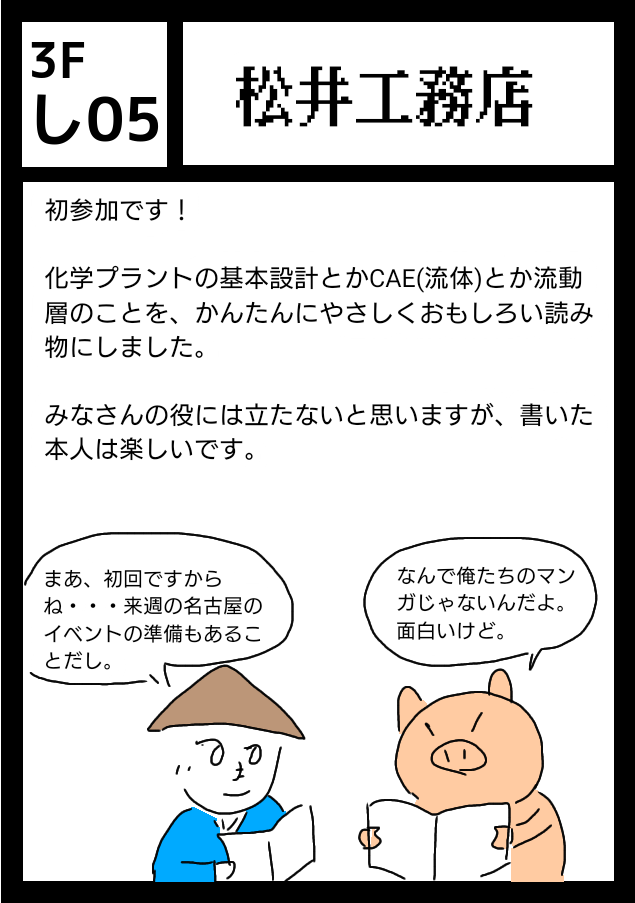 3F
し05
松井工務店
初参加です！
化学プラントの基本設計とかCAE(流体)とか流動
層のことを、かんたんにやさしくおもしろい読み
物にしました。
みなさんの役には立たないと思いますが、書いた
本人は楽しいです。
まあ、初回ですから
ね・・・来週の名古屋の
イベントの準備もあるこ
とだし。
なんで俺たちのマン
ガじゃないんだよ。
面白いけど。